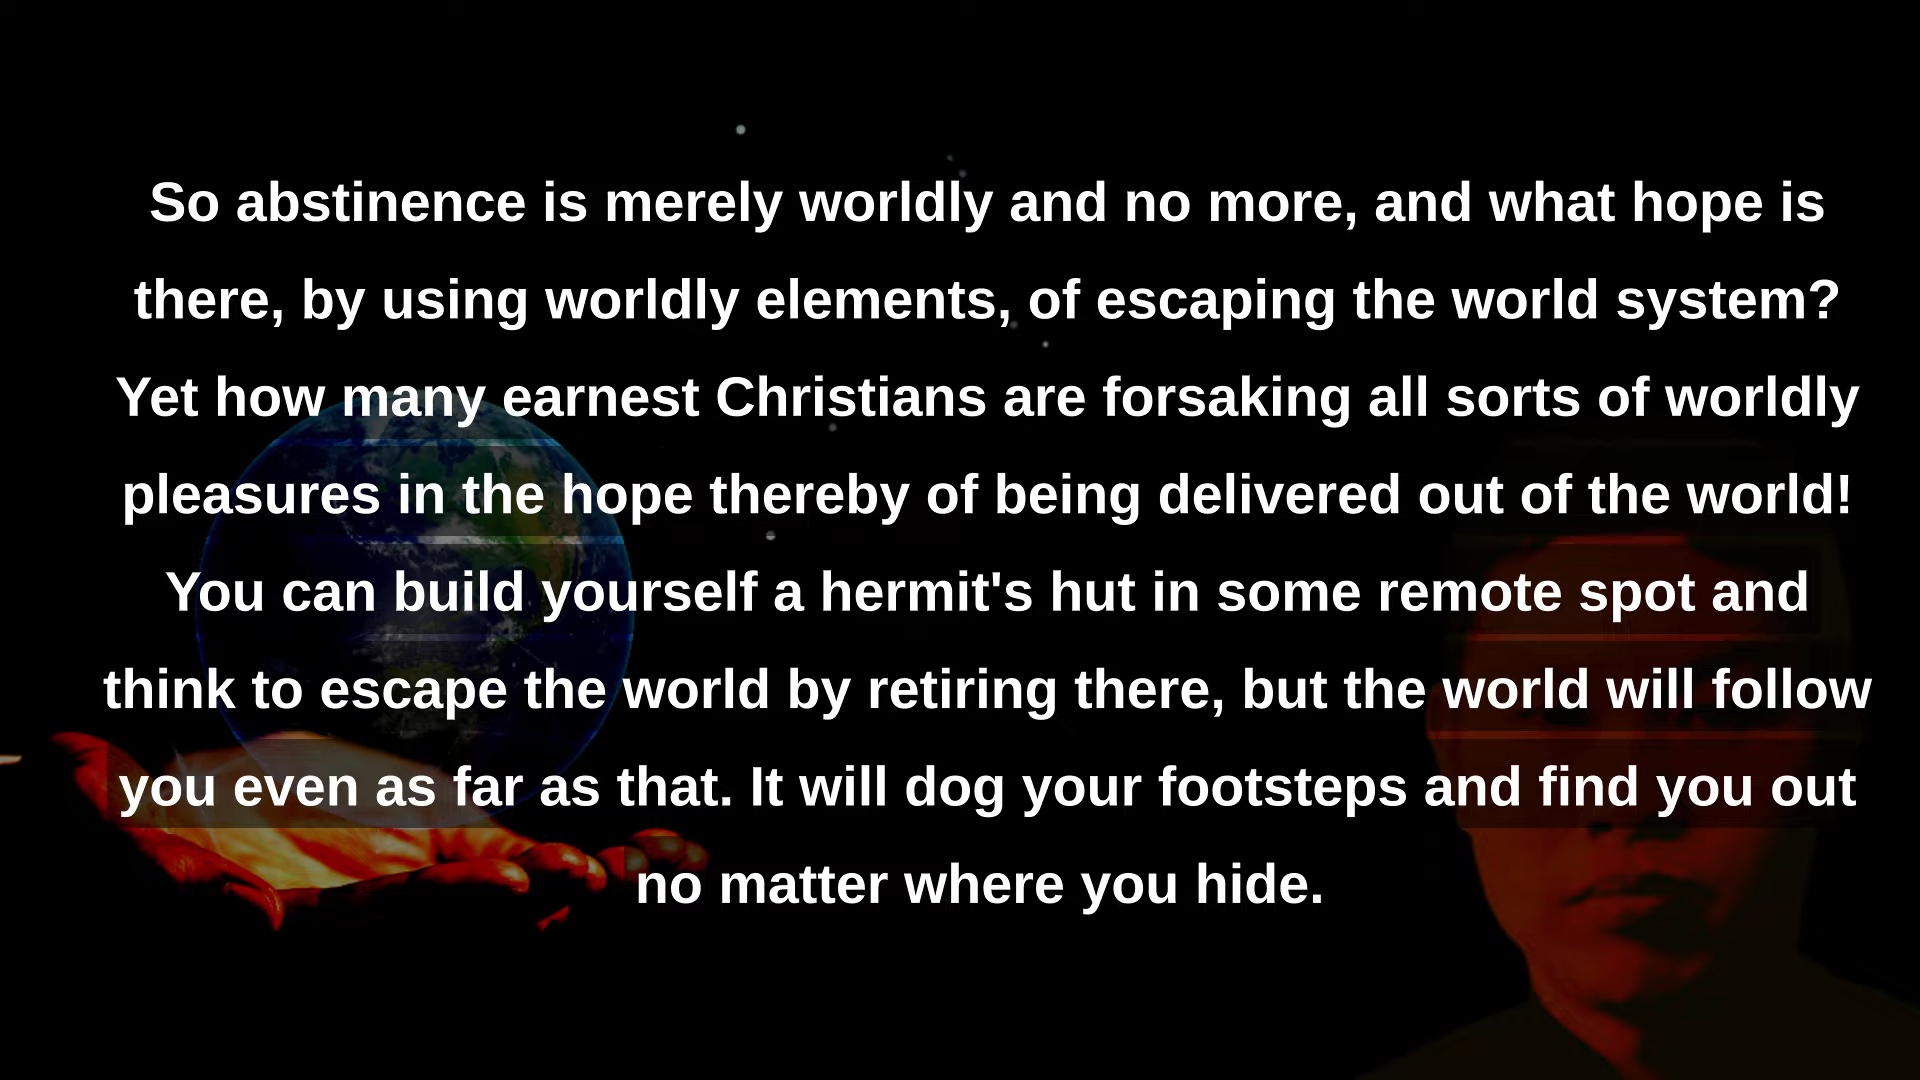 So abstinence is merely worldly and no more, and what hope is
there, by using worldly elements, of escaping the world system?
Yet how many earnest Christians are forsaking all sorts of worldly
pleasures in the hope thereby of being delivered out of the world!
You can build yourself a hermit's hut in some remote spot and
think to escape the world by retiring there, but the world will follow
you even as far as that. It will dog your footsteps and find you out
no matter where you hide.